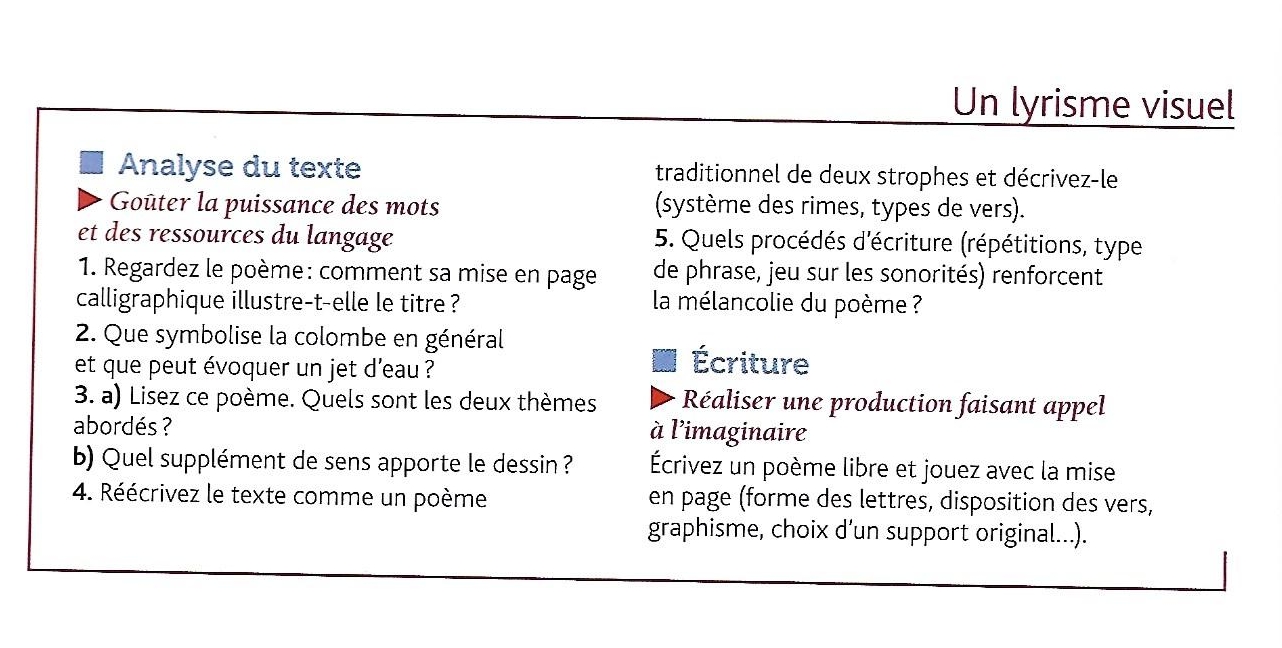 Un lyrisme visuel
Analyse du texte
Goûter la puissance des mots
et des ressources du langage
1. Regardez le poème : comment sa mise en page
calligraphique illustre-t-elle le titre ?
2. Que symbolise la colombe en général
et que peut évoquer un jet d'eau ?
3. a) Lisez ce poème. Quels sont les deux thèmes
abordés ?
b) Quel supplément de sens apporte le dessin ?
4. Réécrivez le texte comme un poème
traditionnel de deux strophes et décrivez-le
(système des rimes, types de vers).
5. Quels procédés d'écriture (répétitions, type
de phrase, jeu sur les sonorités) renforcent
la mélancolie du poème ?
Écriture
Réaliser une production faisant appel
à l'imaginaire
Écrivez un poème libre et jouez avec la mise
en page (forme des lettres, disposition des vers,
graphisme, choix d'un support original...).